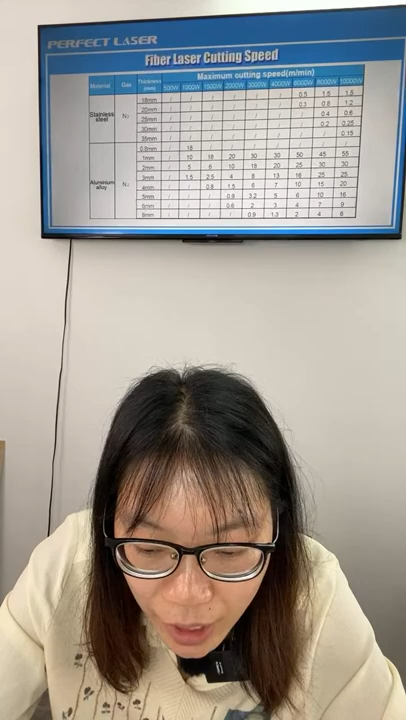 PERFECT LASER
Fiber Laser Cutting Speed
Material Gas Thickness (mm) Maximum cutting speed(m/min)
500W 1000W 1500W 2000W 3000W 4000W 6000W 8000W 10000W
Stainless steel N₂
18mm / / / / / / 0.5 1.5 1.5
20mm / / / / / / 0.3 0.8 1.2
25mm / / / / / / / 0.4 0.6
30mm / / / / / / / 0.2 0.25
35mm / / / / / / / / 0.15
Aluminium alloy N₂
0.8mm / 18 / / / / / / /
1mm / 10 18 20 30 30 50 45 55
2mm / 5 6 10 18 20 25 30 30
3mm / 1.5 2.5 4 8 13 16 25 25
4mm / / 0.8 1.5 6 7 10 15 20
5mm / / / 0.9 3.2 5 6 10 16
6mm / / / 0.6 2 3 4 7 9
8mm / / / / 0.9 1.3 2 4 6